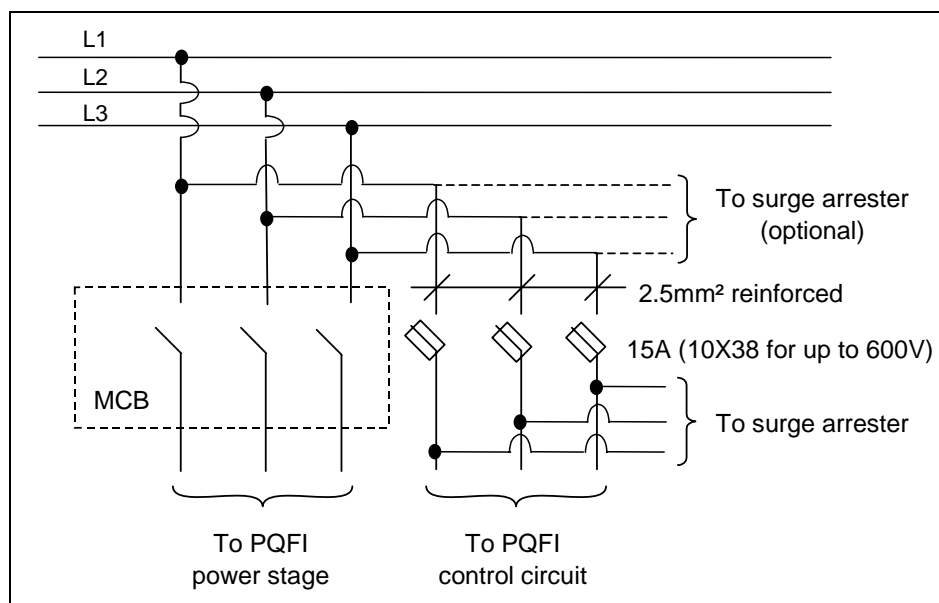 L1
L2
L3
To surge arrester
(optional)
2.5mm² reinforced
15A (10X38 for up to 600V)
MCB
To surge arrester
To PQFI
power stage
To PQFI
control circuit